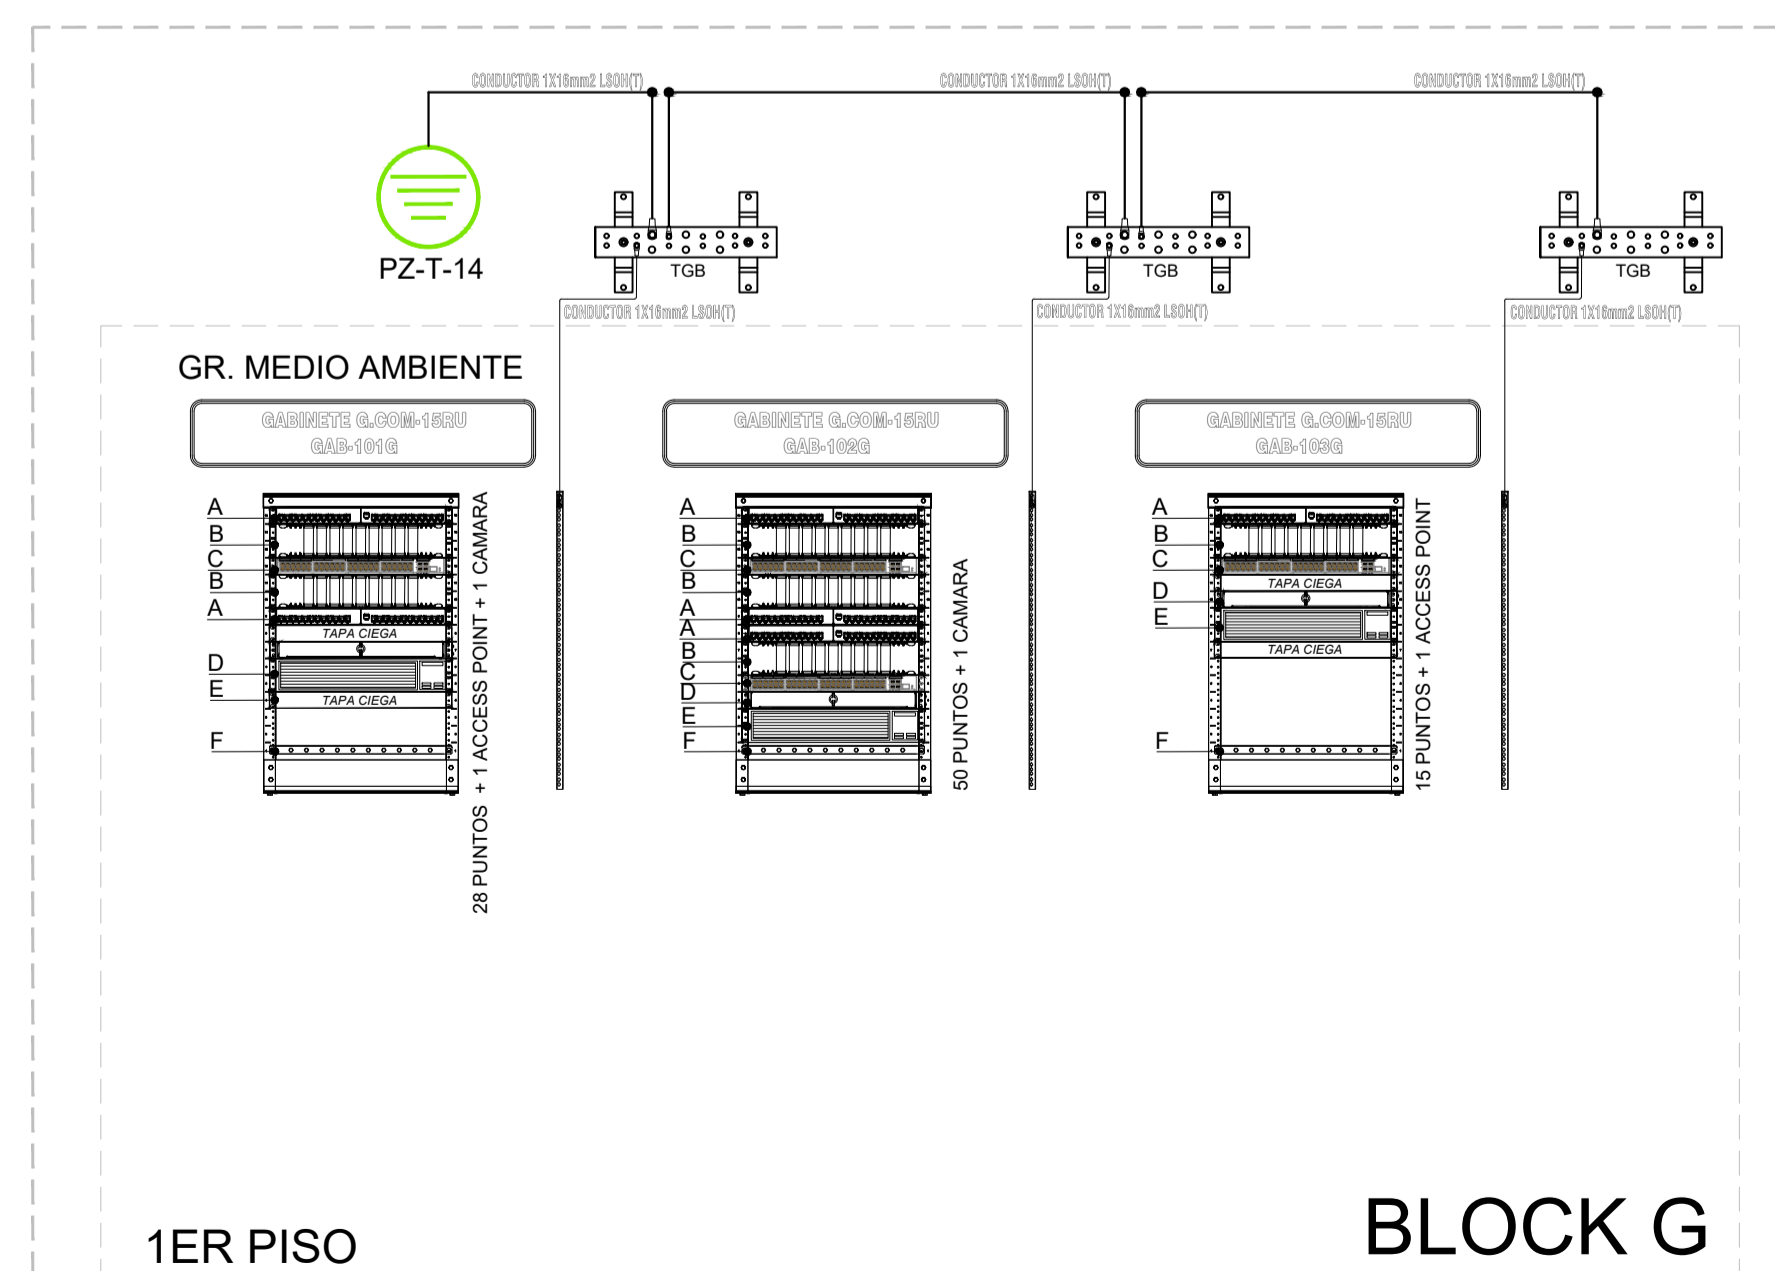 CONDUCTOR 1X16mm2 LSOH(T)
CONDUCTOR 1X16mm2 LSOH(T)
CONDUCTOR 1X16mm2 LSOH(T)
PZ-T-14
TGB
TGB
TGB
CONDUCTOR 1X16mm2 LSOH(T)
CONDUCTOR 1X16mm2 LSOH(T)
CONDUCTOR 1X16mm2 LSOH(T)
GR. MEDIO AMBIENTE
GABINETE G.COM-15RU
GAB-101G
GABINETE G.COM-15RU
GAB-102G
GABINETE G.COM-15RU
GAB-103G
A
B
C
B
A
TAPA CIEGA
D
E
TAPA CIEGA
F
28 PUNTOS + 1 ACCESS POINT + 1 CAMARA
A
B
C
B
A
A
B
C
D
E
F
50 PUNTOS + 1 CAMARA
A
B
C
TAPA CIEGA
D
E
TAPA CIEGA
F
15 PUNTOS + 1 ACCESS POINT
1ER PISO
BLOCK G